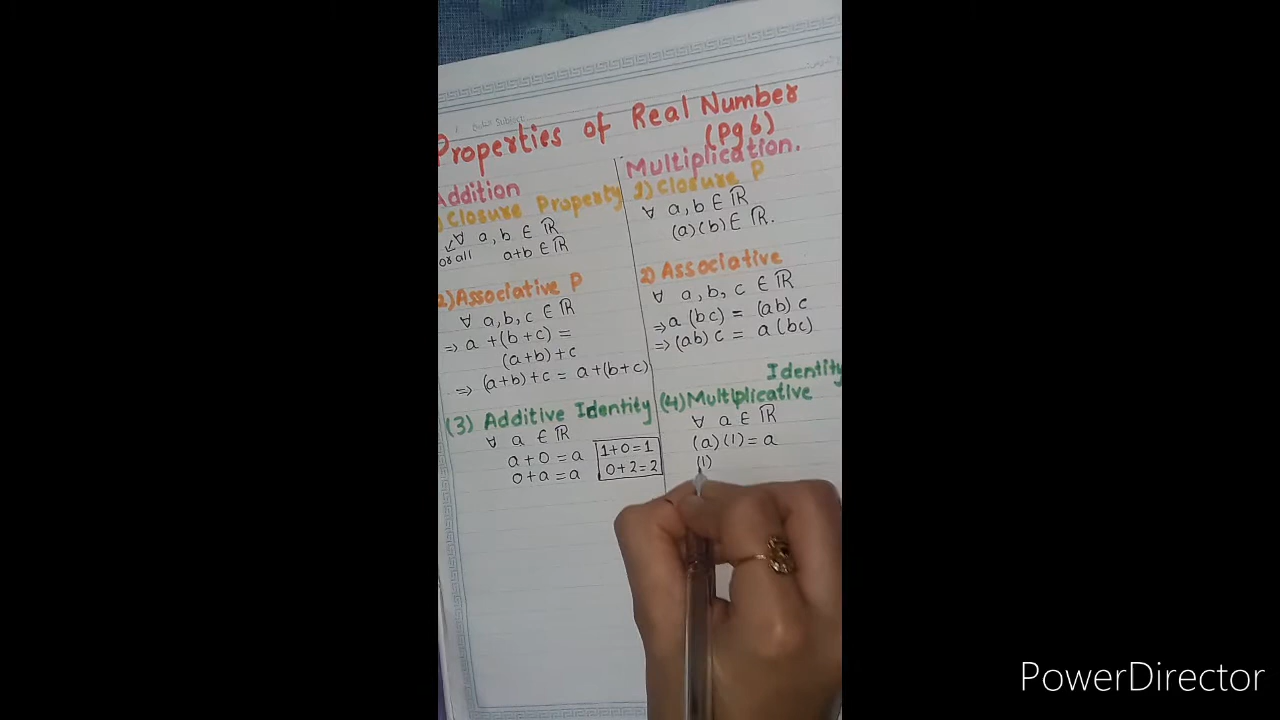 Properties of Real Number
(Pg 6)
Addition
) Closure Property
∀ a, b ∈ ℝ
or all a+b ∈ ℝ
2) Associative P
∀ a, b, c ∈ ℝ
⇒ a + (b+c) =
(a+b)+c
⇒ (a+b)+c = a+(b+c)
(3) Additive Identity
∀ a ∈ ℝ
a+0 = a
0+a = a
1+0=1
0+2=2
Multiplication.
1) Closure P
∀ a, b ∈ ℝ
(a)(b) ∈ ℝ.
2) Associative
∀ a, b, c ∈ ℝ
⇒ a (bc) = (ab) c
⇒ (ab) c = a (bc)
Identity
(4) Multiplicative
∀ a ∈ ℝ
(a)(1) = a
(1)
PowerDirector